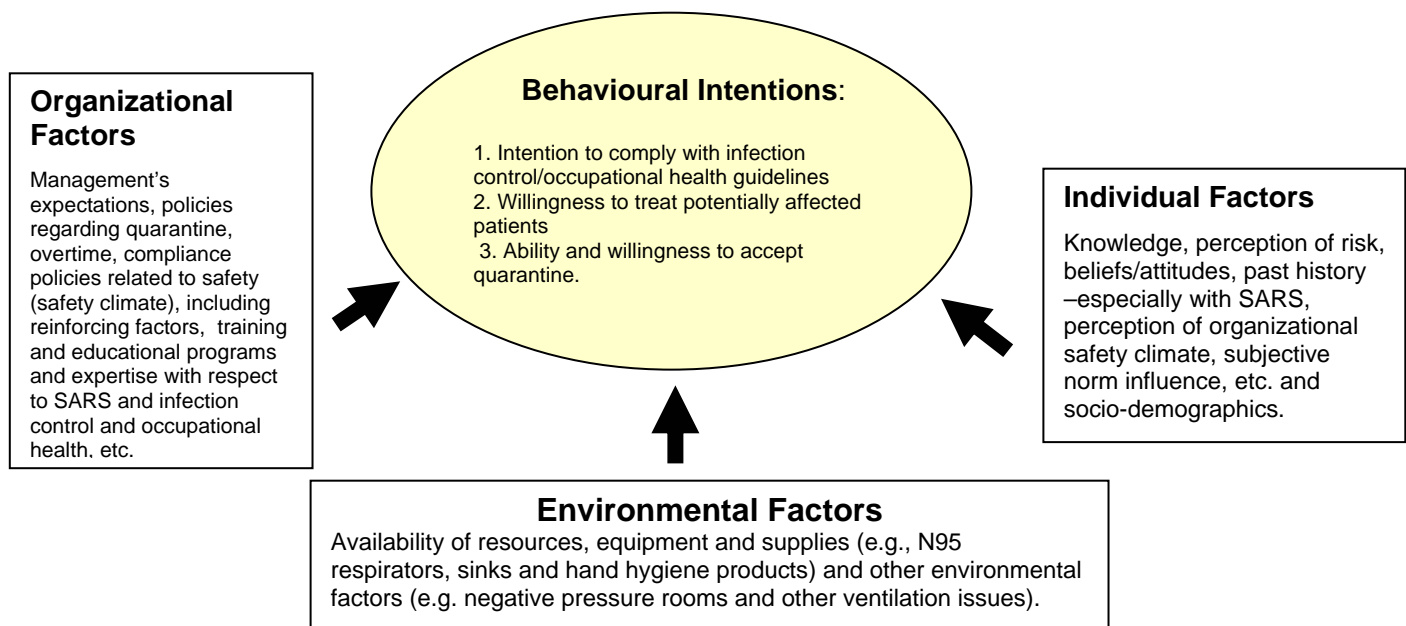 Behavioural Intentions:
1. Intention to comply with infection
control/occupational health guidelines
2. Willingness to treat potentially affected
patients
3. Ability and willingness to accept
quarantine.
Organizational
Factors
Management's
expectations, policies
regarding quarantine,
overtime, compliance
policies related to safety
(safety climate), including
reinforcing factors, training
and educational programs
and expertise with respect
to SARS and infection
control and occupational
health, etc.
Individual Factors
Knowledge, perception of risk,
beliefs/attitudes, past history
–especially with SARS,
perception of organizational
safety climate, subjective
norm influence, etc. and
socio-demographics.
Environmental Factors
Availability of resources, equipment and supplies (e.g., N95
respirators, sinks and hand hygiene products) and other environmental
factors (e.g. negative pressure rooms and other ventilation issues).